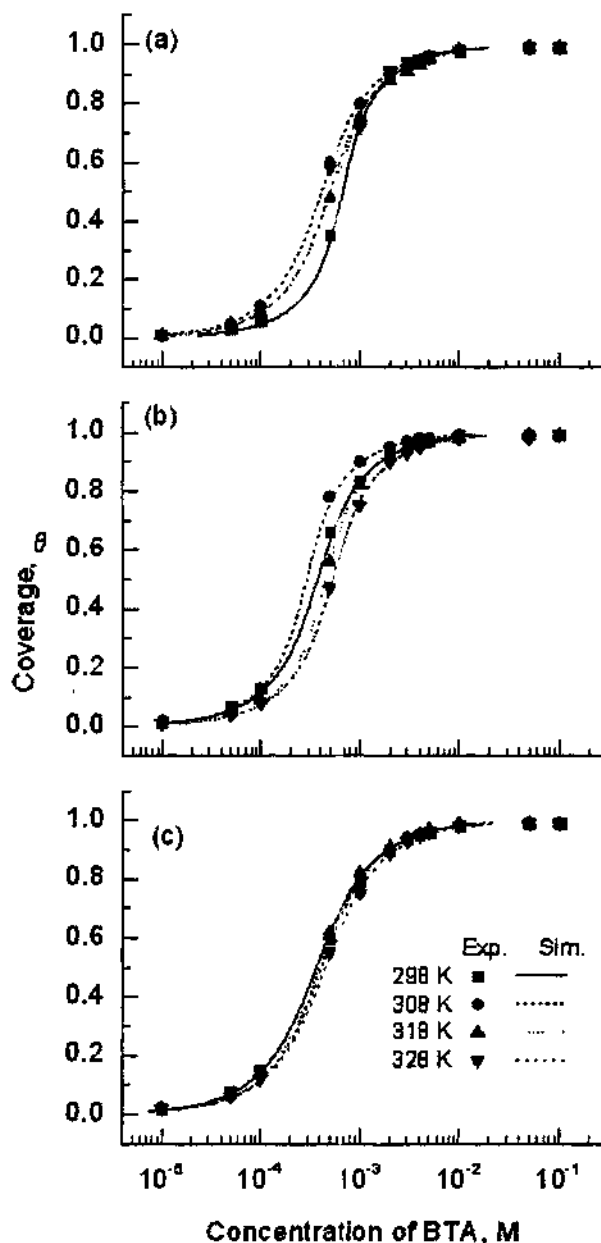 (a)
1.0
0.8
0.6
0.4
0.2
0.0
(b)
1.0
0.8
0.6
0.4
0.2
0.0
Coverage, θ
(c)
1.0
0.8
0.6
0.4
0.2
0.0
Exp. Sim.
298 K
308 K
318 K
328 K
10⁻⁵ 10⁻⁴ 10⁻³ 10⁻² 10⁻¹
Concentration of BTA, M